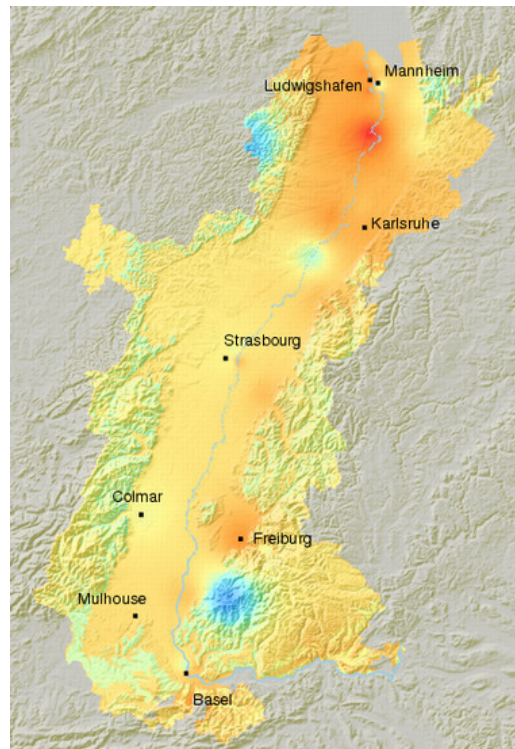 Mannheim
Ludwigshafen
Karlsruhe
Strasbourg
Colmar
Freiburg
Mulhouse
Basel